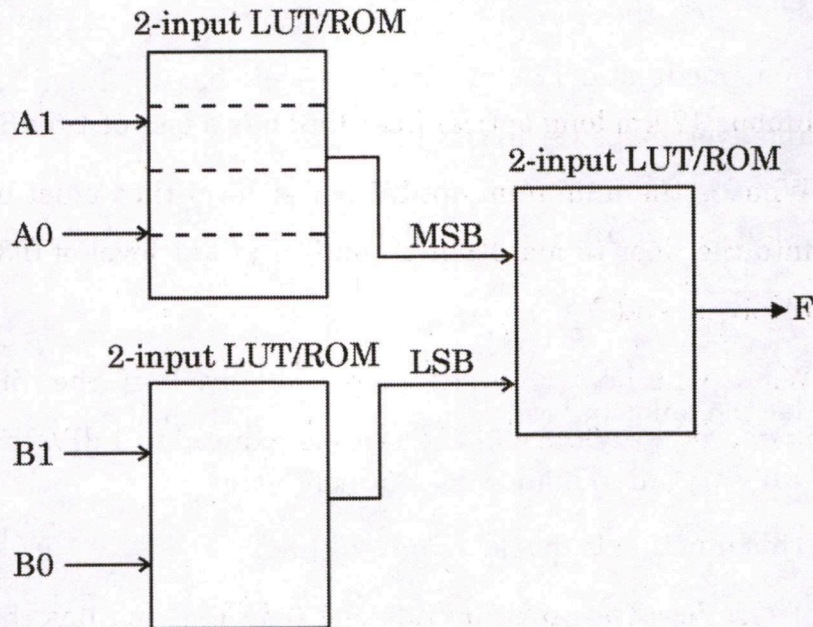 2-input LUT/ROM
A1
A0
2-input LUT/ROM
MSB
F
2-input LUT/ROM
LSB
B1
B0